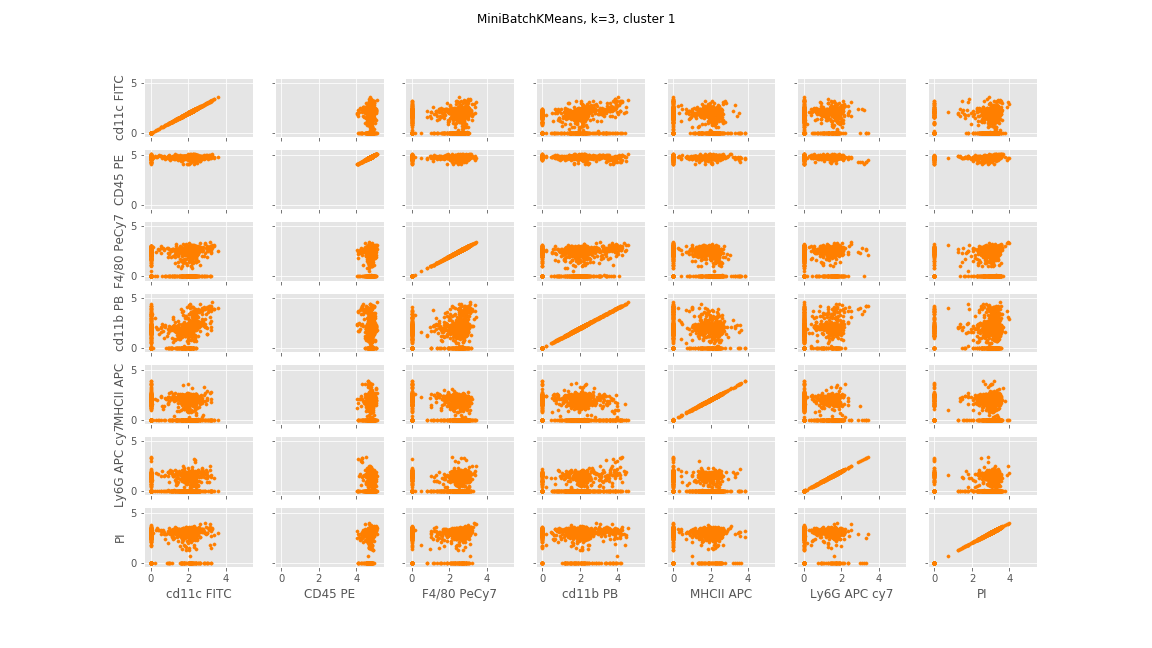 MiniBatchKMeans, k=3, cluster 1
cd11c FITC
5
0
CD45 PE
5
0
F4/80 PeCy7
5
0
cd11b PB
5
0
MHCII APC
5
0
Ly6G APC cy7
5
0
PI
5
0
0 2 4 0 2 4 0 2 4 0 2 4 0 2 4 0 2 4 0 2 4
cd11c FITC CD45 PE F4/80 PeCy7 cd11b PB MHCII APC Ly6G APC cy7 PI